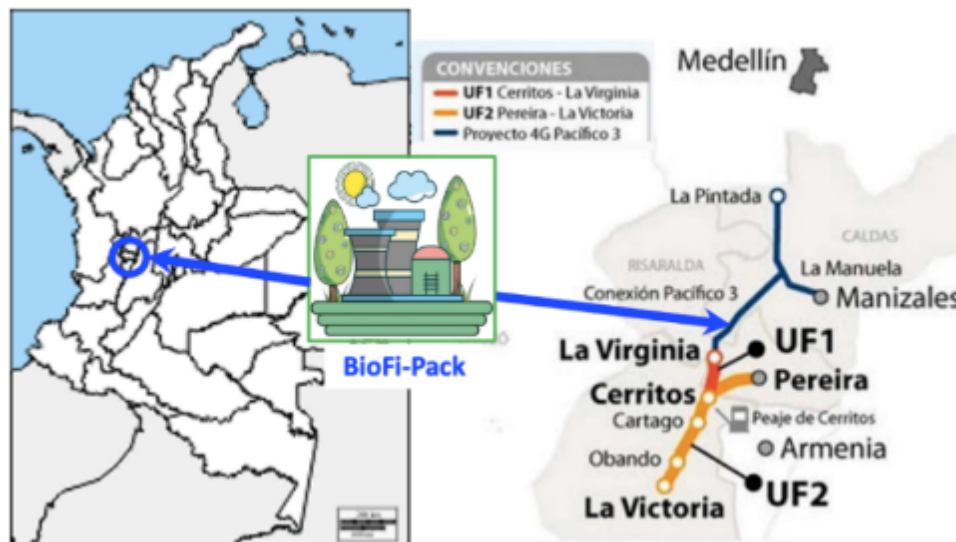 CONVENCIONES
UF1 Cerritos - La Virginia
UF2 Pereira - La Victoria
Proyecto 4G Pacífico 3
Medellín
La Pintada
CALDAS
RISARALDA
La Manuela
Conexión Pacífico 3
Manizales
BioFi-Pack
La Virginia
UF1
Pereira
Cerritos
Cartago
Peaje de Cerritos
Armenia
Obando
La Victoria
UF2